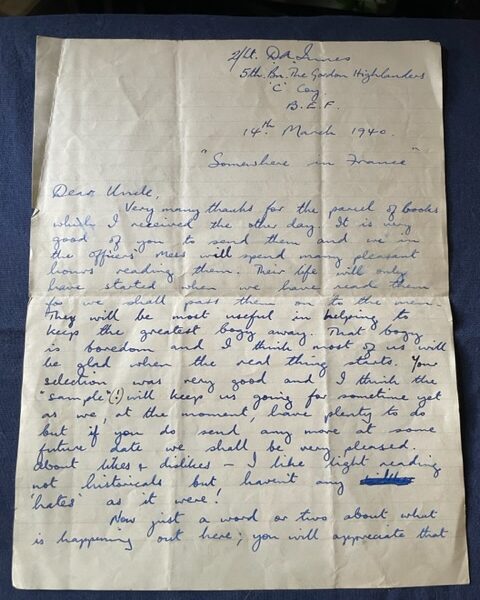 2/Lt. D A Innes
5th. Bn. The Gordon Highlanders
'C' Coy.
B.E.F.
14th March 1940.
"Somewhere in France"
Dear Uncle,
Very many thanks for the parcel of books
which I received the other day. It is very
good of you to send them and we in
the officers' mess will spend many pleasant
hours reading them. Their life will only
have started when we have read them
for we shall pass them on to the men.
They will be most useful in helping to
keep the greatest bogy away. That bogy
is boredom and I think most of us will
be glad when the real thing starts. Your
selection was very good and I think the
"sample"(!) will keep us going for sometime yet
as we, at the moment, have plenty to do
but if you do send any more at some
future date we shall be very pleased.
About likes & dislikes – I like light reading
not historicals but haven't any
'hates' as it were!
Now just a word or two about what
is happening out here; you will appreciate that